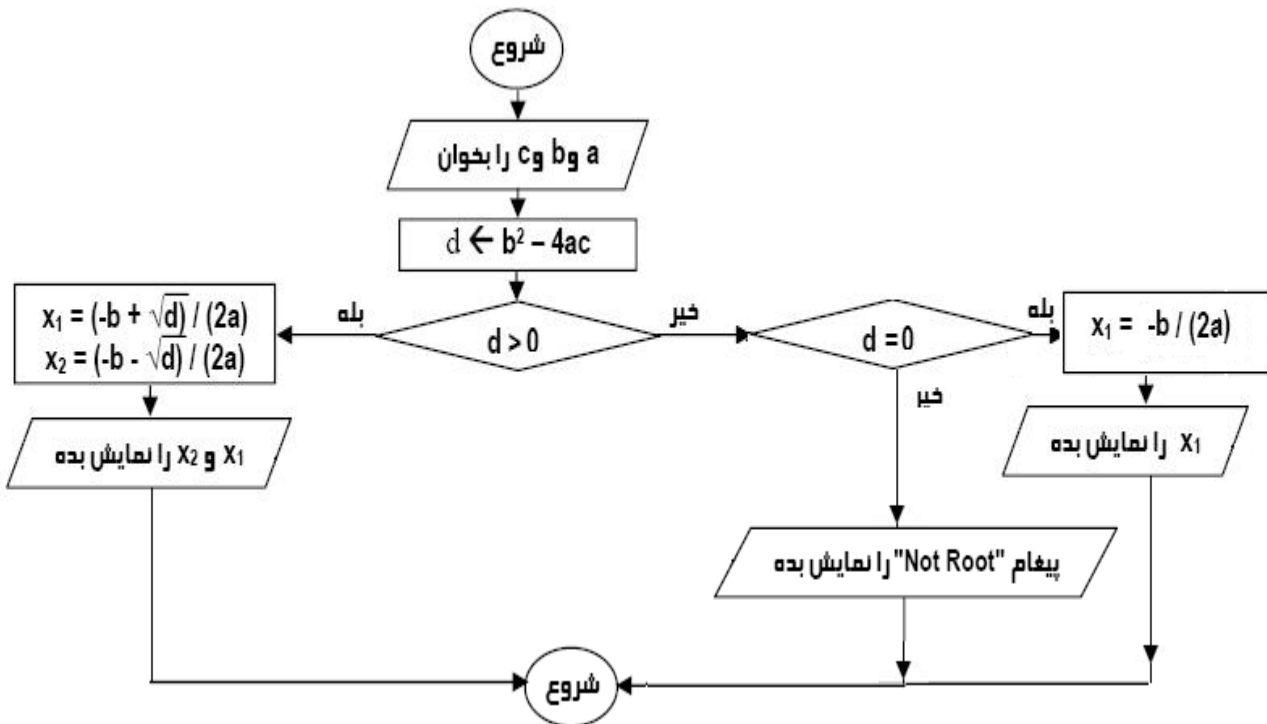 شروع
a و b و c را بخوان
d ← b² – 4ac
d > 0
بله
خیر
x₁ = (-b + √d) / (2a)
x₂ = (-b - √d) / (2a)
x₁ و x₂ را نمایش بده
d = 0
بله
خیر
x₁ = -b / (2a)
x₁ را نمایش بده
پیغام "Not Root" را نمایش بده
شروع